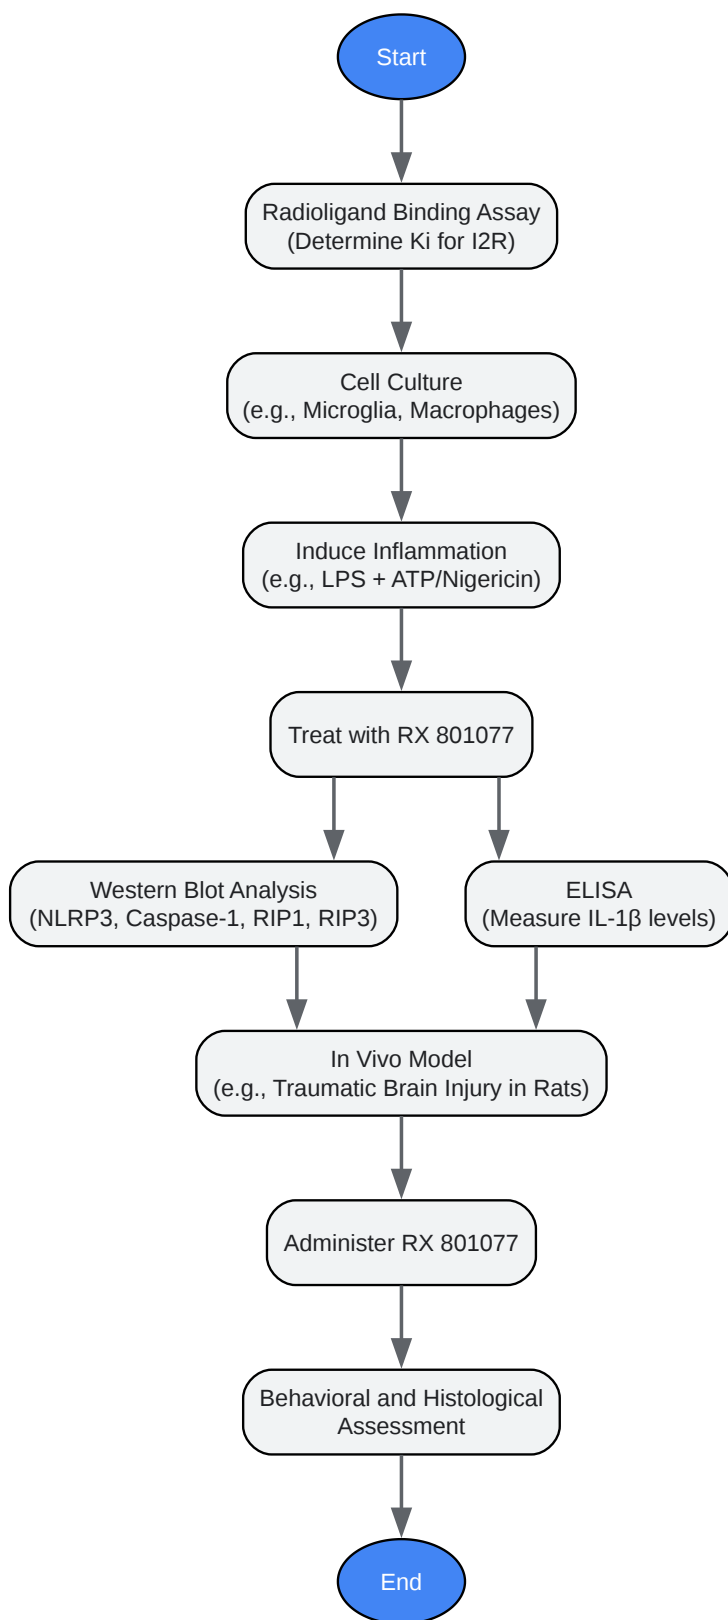 Start
Radioligand Binding Assay
(Determine Ki for I2R)
Cell Culture
(e.g., Microglia, Macrophages)
Induce Inflammation
(e.g., LPS + ATP/Nigericin)
Treat with RX 801077
Western Blot Analysis
(NLRP3, Caspase-1, RIP1, RIP3)
ELISA
(Measure IL-1β levels)
In Vivo Model
(e.g., Traumatic Brain Injury in Rats)
Administer RX 801077
Behavioral and Histological
Assessment
End